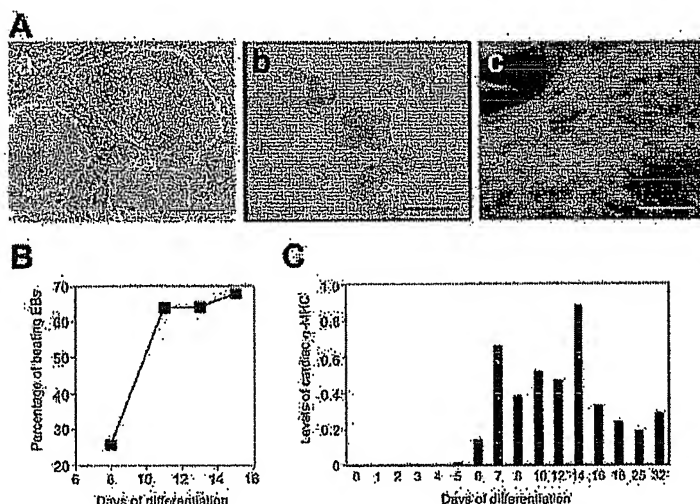 A
a
b
c
B
Percentage of beating EBs
70
60
50
40
30
20
6
8
10
12
14
16
Days of differentiation
C
Levels of cardiac α-MHC
1.0
0.8
0.6
0.4
0.2
0
0 1 2 3 4 5 6 7 8 10 12 14 16 18 25 32
Days of differentiation